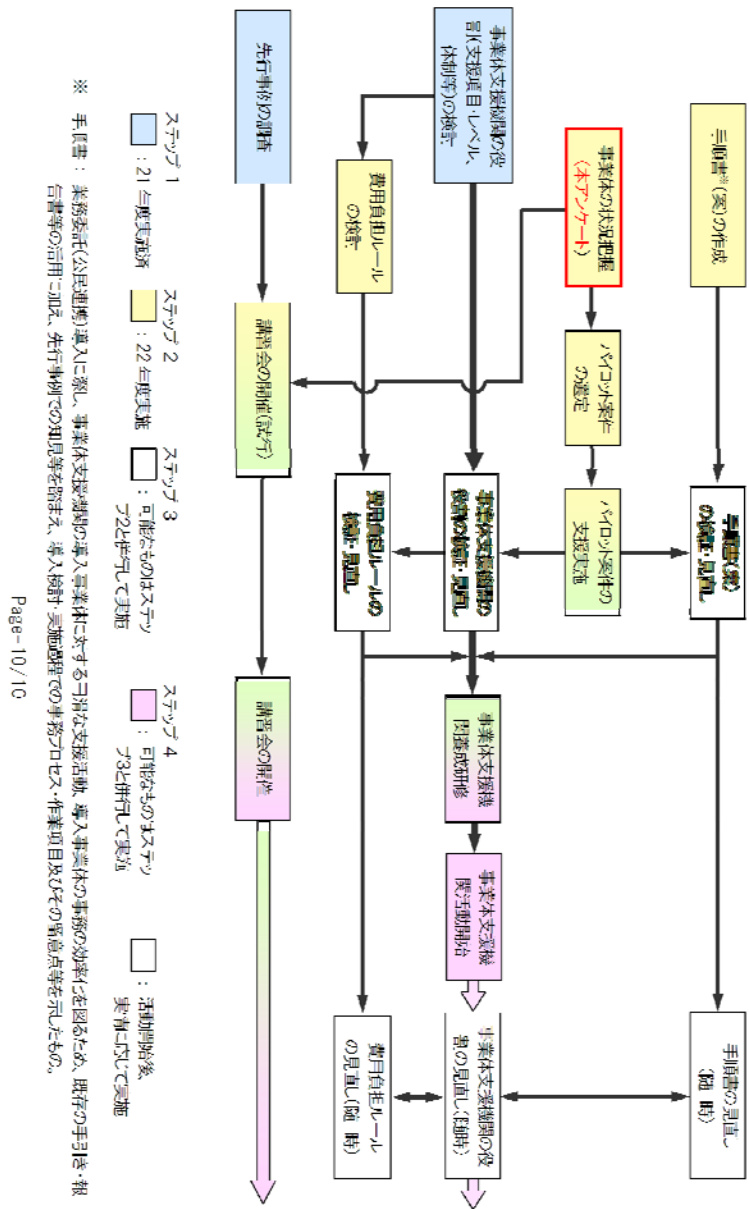 手順書※(案)の作成
手順書(案)
の検証・見直し
手順書の見直し
(随 時)
事業体の状況把握
(本アンケート)
パイロット案件
の選定
パイロット案件の
支援実施
事業体支援機関の役
割(支援項目・レベル、
体制等)の検討
事業体支援機関の
役割の検証・見直し
事業体支援機
関養成研修
事業体支援機
関活動開始
事業体支援機関の役
割の見直し(随時)
費用負担ルール
の検討
費用負担ルールの
検証・見直し
費用負担ルール
の見直し(随 時)
先行事例の調査
講習会の開催(試行)
講習会の開催
ステップ 1
:21 年度実施済
ステップ 2
:22 年度実施
ステップ 3
:可能なものはステッ
プ2と併行して実施
ステップ 4
:可能なものはステッ
プ3と併行して実施
:活動開始後、
実情に応じて実施
※ 手順書: 業務委託(公民連携)導入に際し、事業体支援機関の導入事業体に対する円滑な支援活動、導入事業体の事務の効率化を図るため、既存の手引き・報
告書等の活用に加え、先行事例での知見等を踏まえ、導入検討・実施過程での事務プロセス・作業項目及びその留意点等を示したもの。
Page-10/10